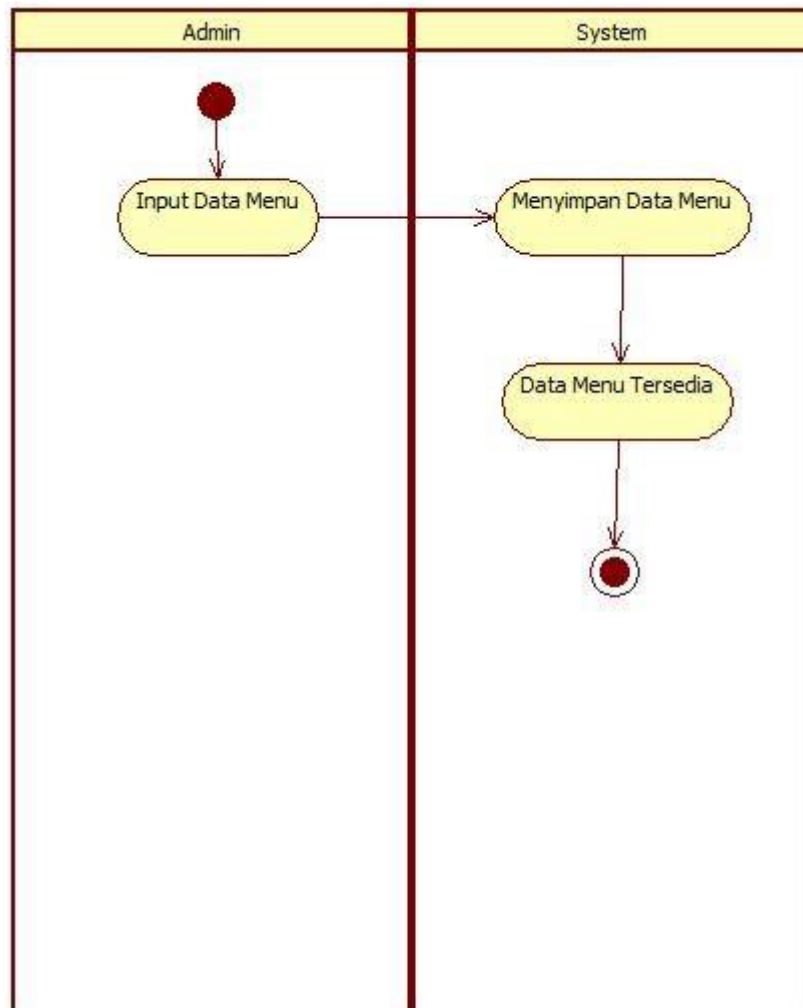 Admin
System
Input Data Menu
Menyimpan Data Menu
Data Menu Tersedia